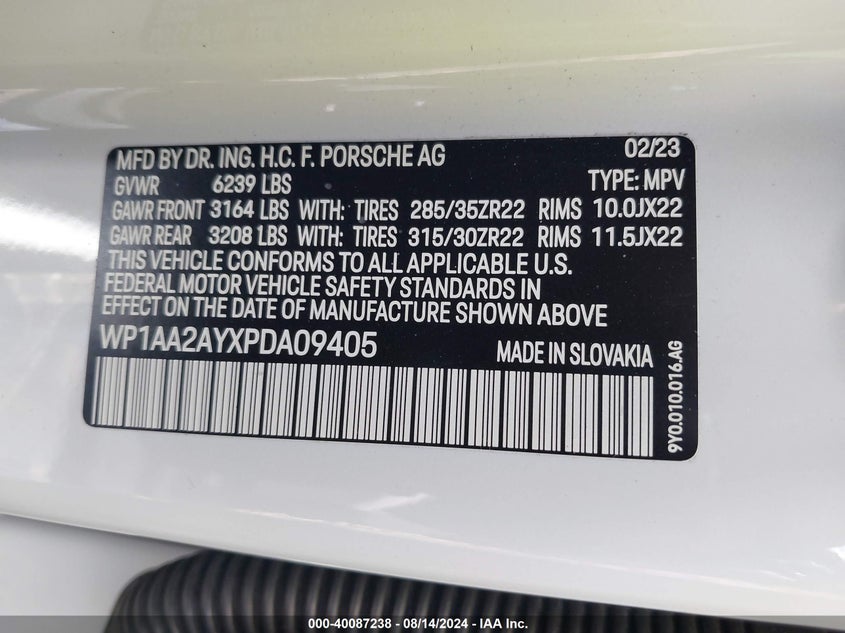 MFD BY DR. ING. H.C. F. PORSCHE AG 02/23
GVWR 6239 LBS TYPE: MPV
GAWR FRONT 3164 LBS WITH: TIRES 285/35ZR22 RIMS 10.0JX22
GAWR REAR 3208 LBS WITH: TIRES 315/30ZR22 RIMS 11.5JX22
THIS VEHICLE CONFORMS TO ALL APPLICABLE U.S.
FEDERAL MOTOR VEHICLE SAFETY STANDARDS IN
EFFECT ON THE DATE OF MANUFACTURE SHOWN ABOVE
WP1AA2AYXPDA09405 MADE IN SLOVAKIA
9Y0.010.016.AG
000-40087238 - 08/14/2024 - IAA Inc.